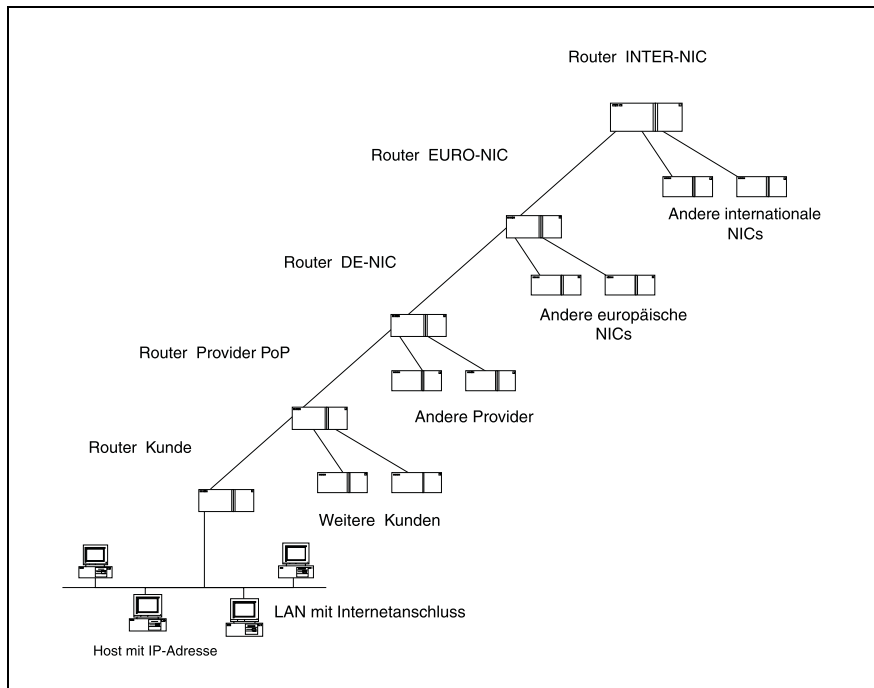 Router INTER-NIC
Router EURO-NIC
Andere internationale
NICs
Router DE-NIC
Andere europäische
NICs
Router Provider PoP
Andere Provider
Router Kunde
Weitere Kunden
LAN mit Internetanschluss
Host mit IP-Adresse